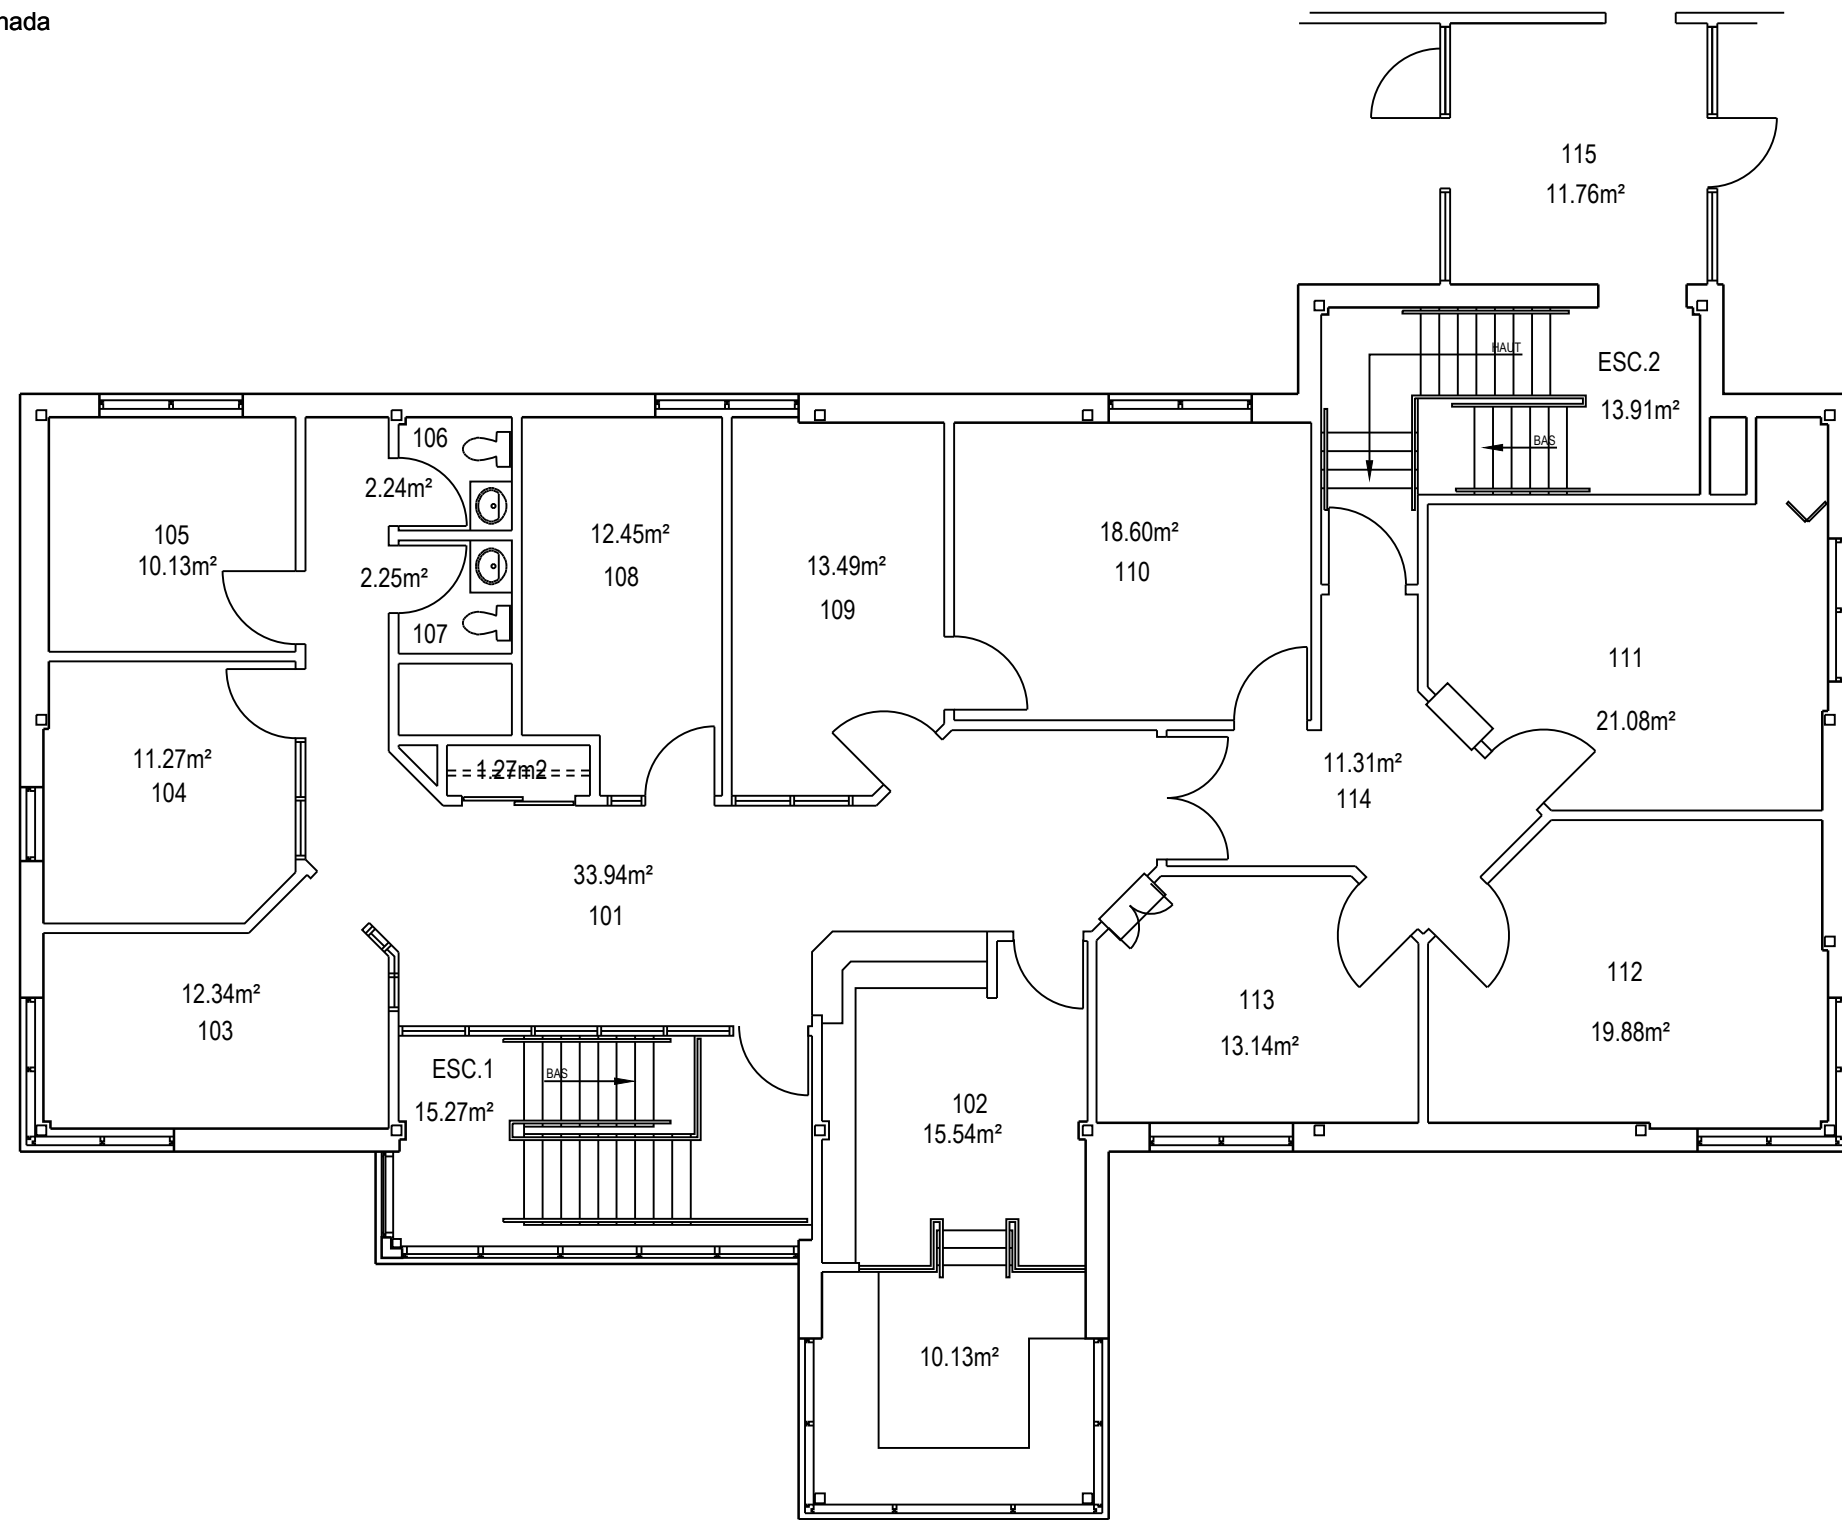 nada
115
11.76m²
HAUT
ESC.2
13.91m²
BAS
106
2.24m²
105
10.13m²
2.25m²
107
12.45m²
108
13.49m²
109
18.60m²
110
111
21.08m²
11.27m²
104
1.27m2
11.31m²
114
33.94m²
101
12.34m²
103
113
13.14m²
112
19.88m²
ESC.1
15.27m²
BAS
102
15.54m²
10.13m²